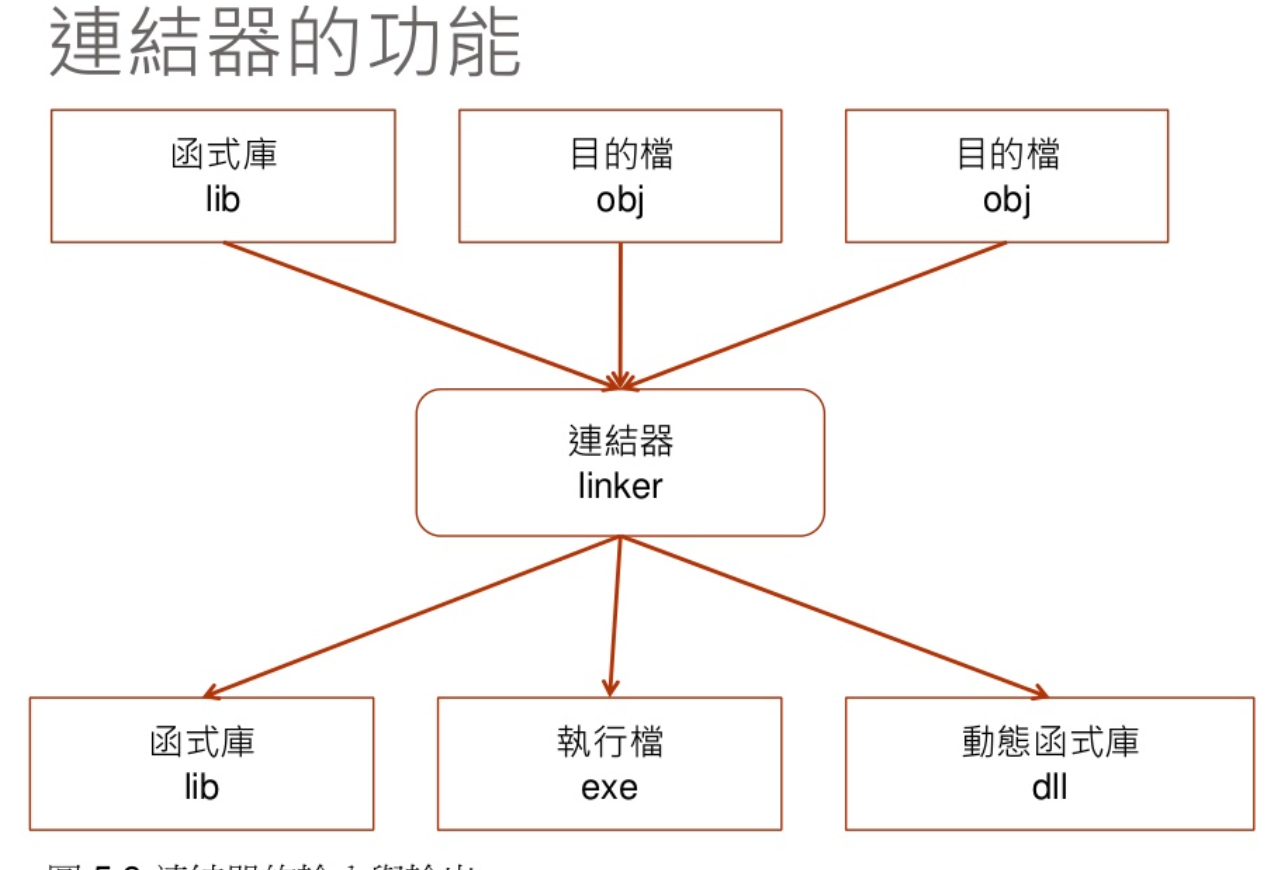 連結器的功能
函式庫
lib
目的檔
obj
目的檔
obj
連結器
linker
函式庫
lib
執行檔
exe
動態函式庫
dll